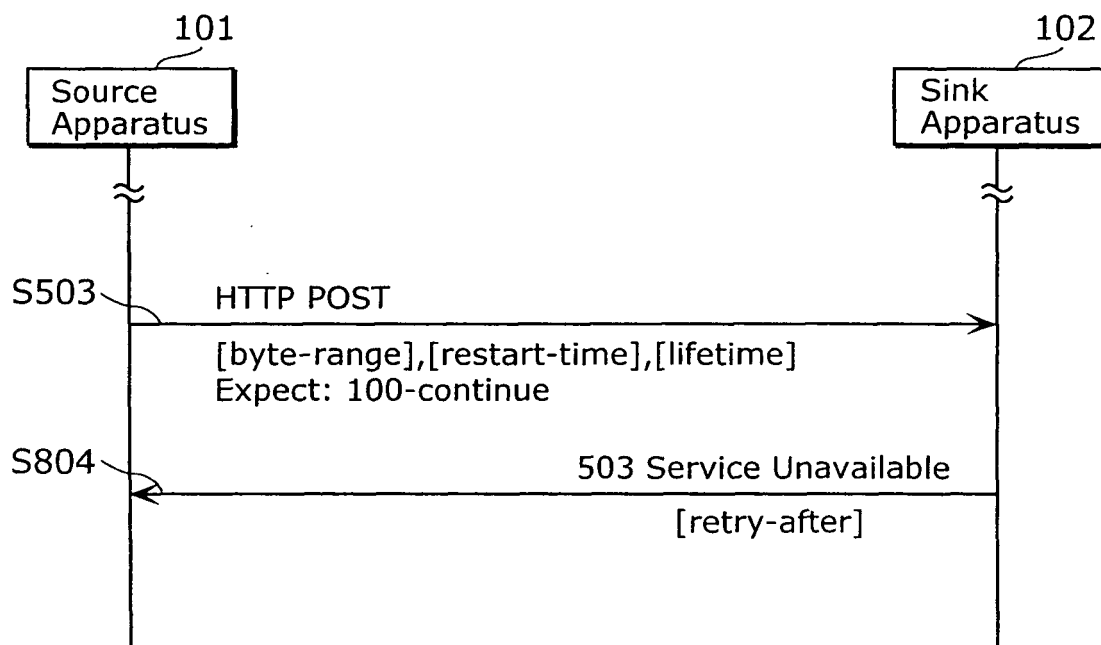 101
102
Source
Apparatus
Sink
Apparatus
S503
HTTP POST
[byte-range],[restart-time],[lifetime]
Expect: 100-continue
S804
503 Service Unavailable
[retry-after]